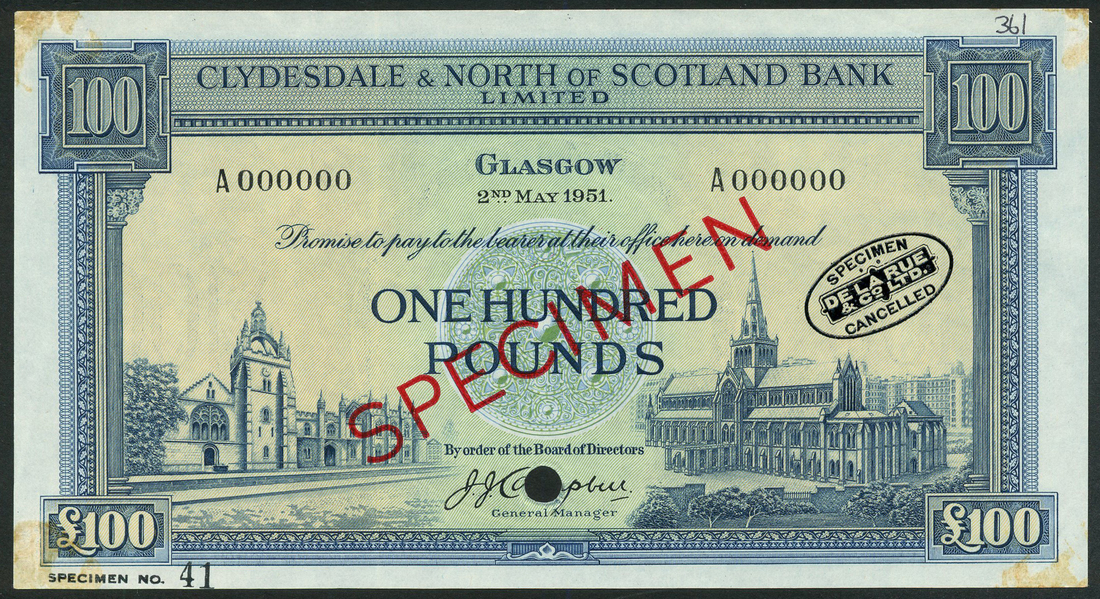 361
100 CLYDESDALE & NORTH OF SCOTLAND BANK 100
LIMITED
GLASGOW
A 000000 A 000000
2ND MAY 1951.
Promise to pay to the bearer at their office here on demand
SPECIMEN
DE LA RUE
& CO LTD.
CANCELLED
ONE HUNDRED
POUNDS
SPECIMEN
By order of the Board of Directors
J.J. Campbell.
General Manager
£100 £100
SPECIMEN NO. 41